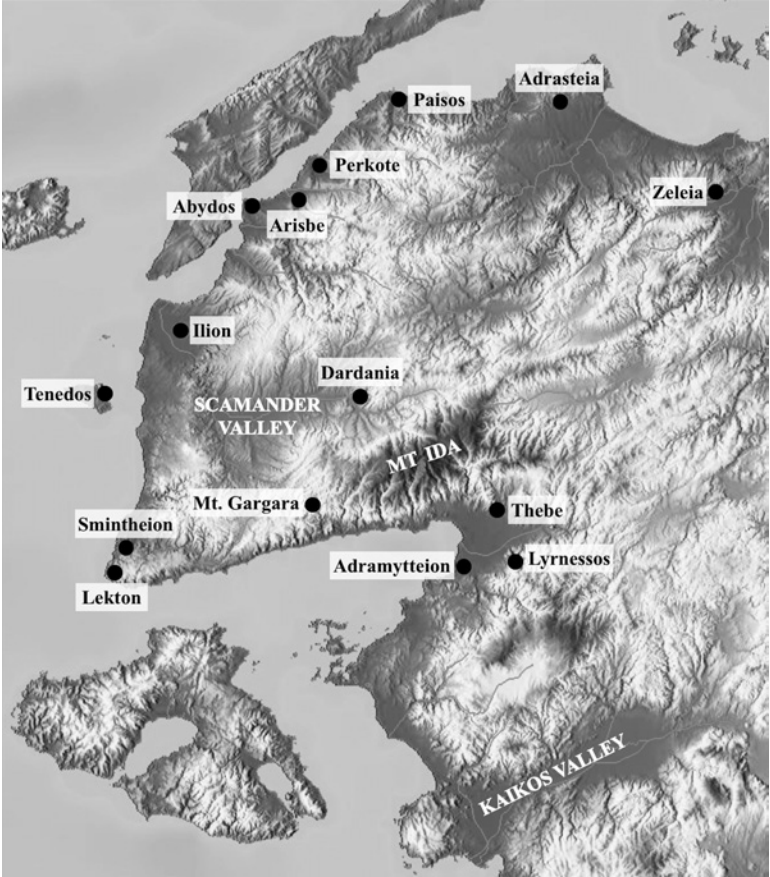 Adrasteia
Paisos
Perkote
Zeleia
Abydos
Arisbe
Ilion
Dardania
Tenedos
SCAMANDER
VALLEY
MT IDA
Mt. Gargara
Thebe
Smintheion
Lyrnessos
Adramytteion
Lekton
KAIKOS VALLEY